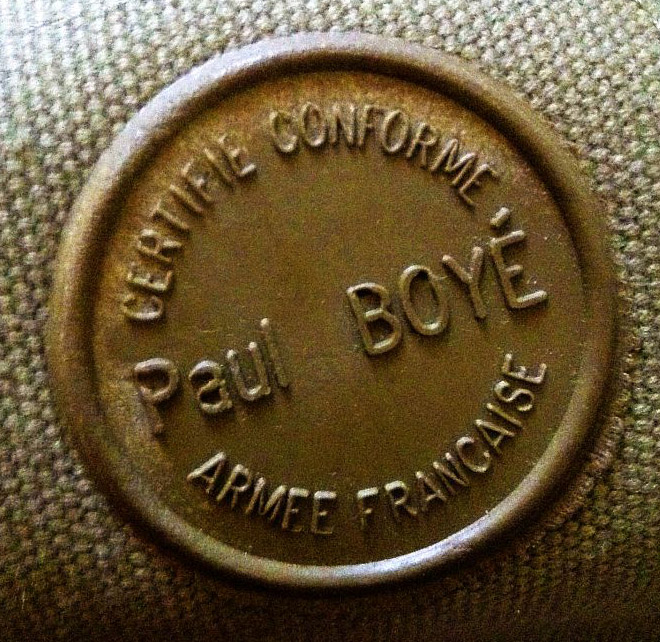 CERTIFIE CONFORME
Paul BOYÉ
ARMEE FRANCAISE